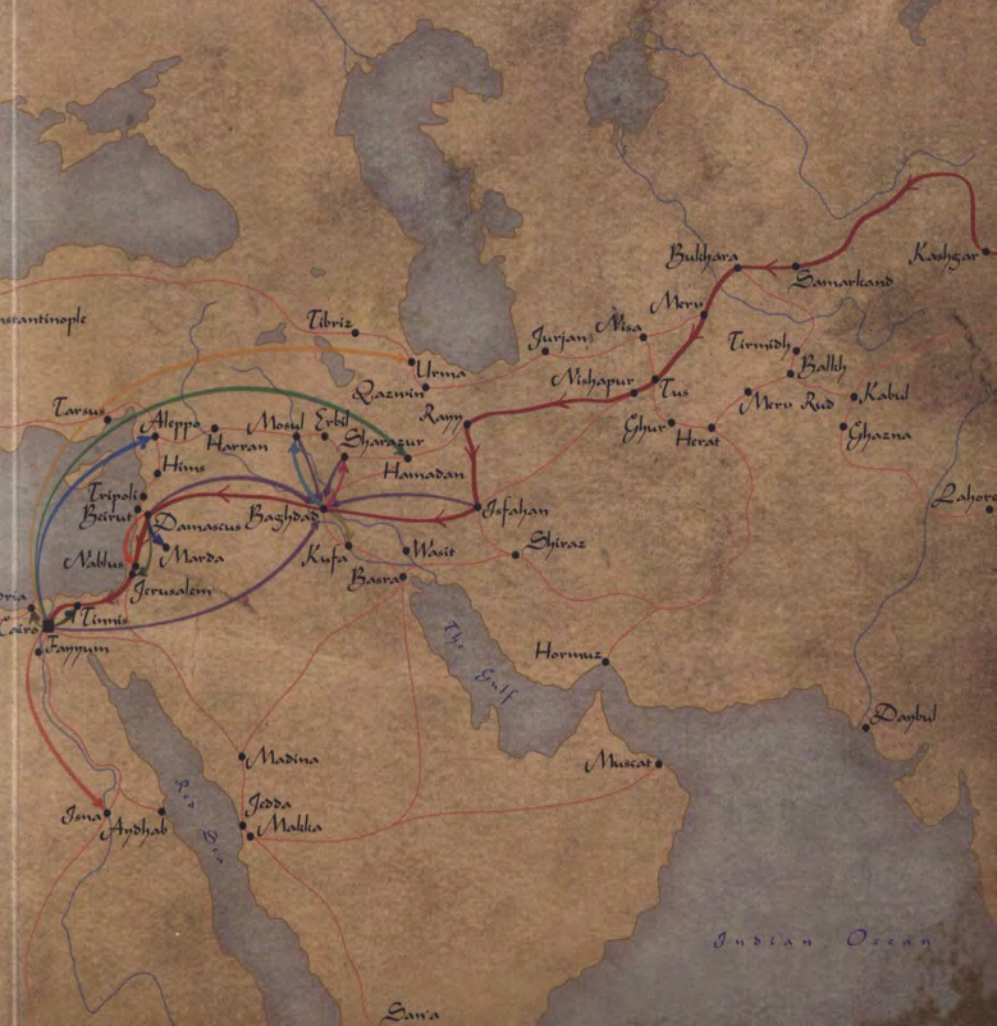 Bukhara
Kashgar
Samarkand
Merv
nstantinople
Tibriz
Jurjan
Nisa
Tirmidh
Balkh
Urma
Qazwin
Nishapur
Tus
Merv Rud
Kabul
Tarsus
Aleppo
Mosul
Erbil
Rayy
Ghur
Herat
Ghazna
Harran
Sharazur
Hims
Hamadan
Tripoli
Beirut
Damascus
Baghdad
Isfahan
Lahore
Nablus
Marda
Kufa
Wasit
Shiraz
Jerusalem
Basra
ria
Tinnis
Cairo
Fayyum
The Gulf
Hormuz
Daybul
Madina
Muscat
Red Sea
Isna
Aydhab
Jedda
Makka
Indian Ocean
San'a